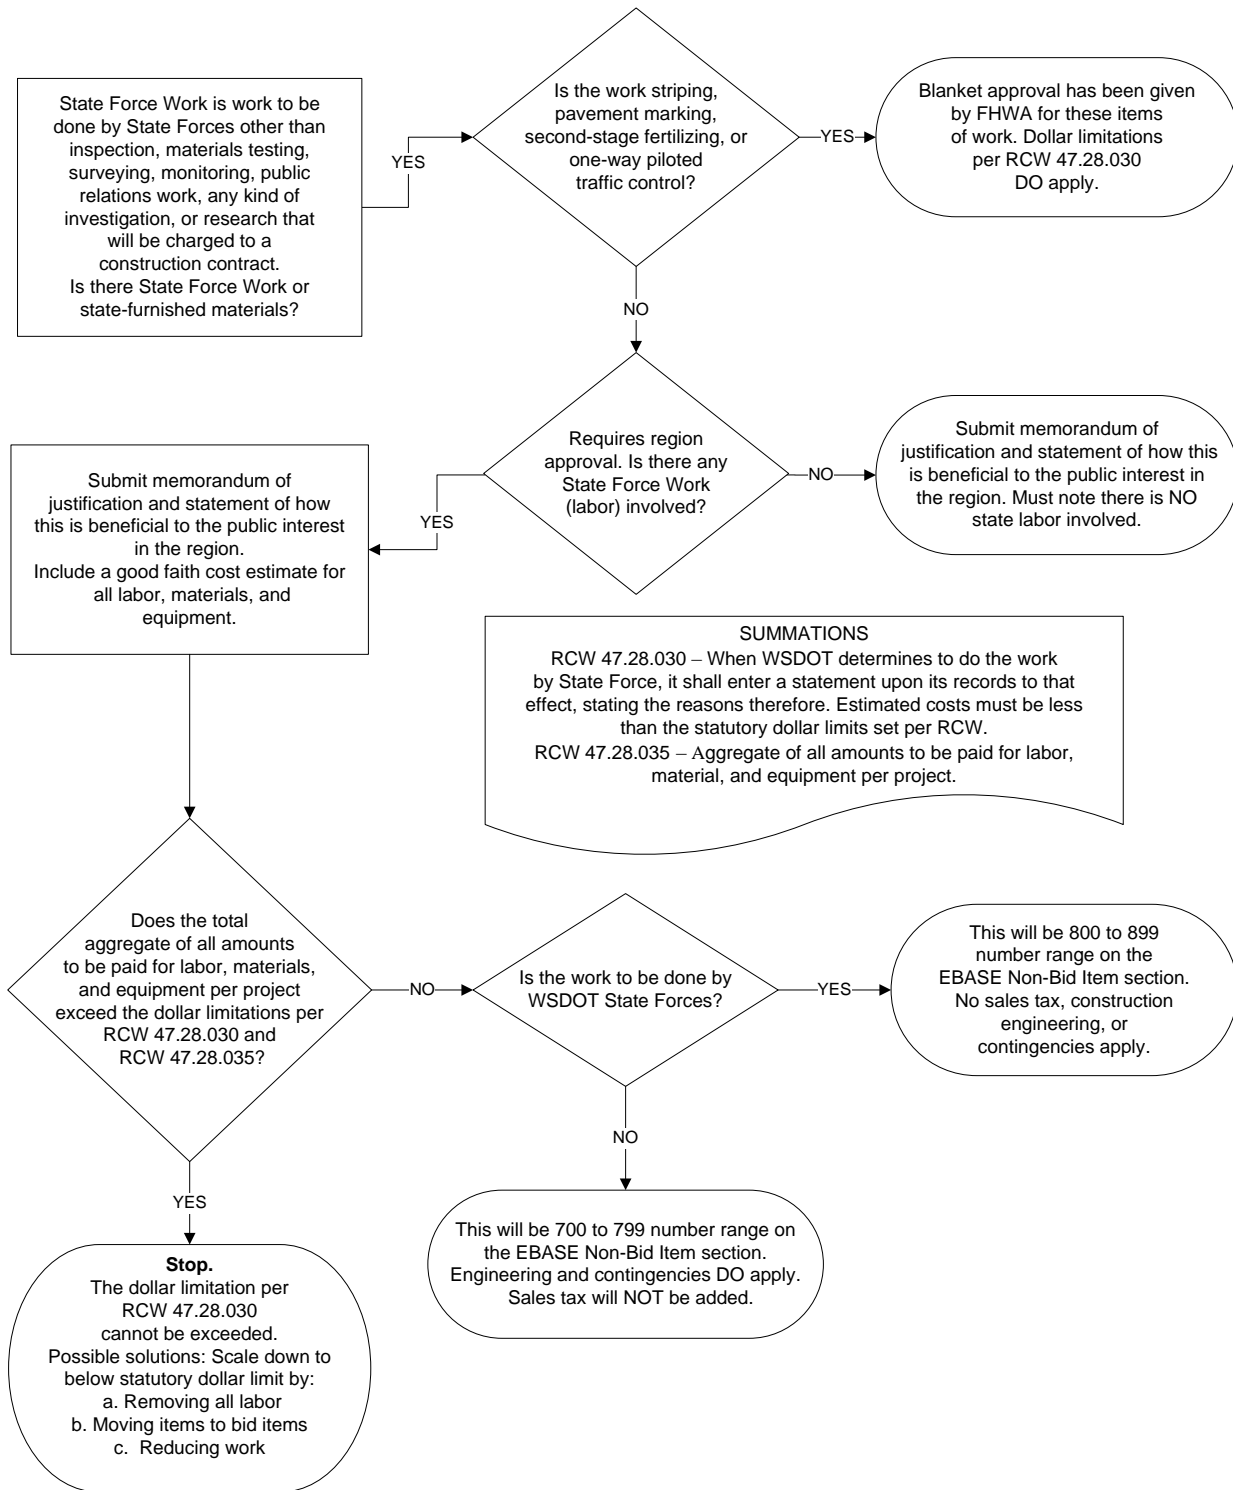 State Force Work is work to be
done by State Forces other than
inspection, materials testing,
surveying, monitoring, public
relations work, any kind of
investigation, or research that
will be charged to a
construction contract.
Is there State Force Work or
state-furnished materials?
YES
Is the work striping,
pavement marking,
second-stage fertilizing, or
one-way piloted
traffic control?
YES
Blanket approval has been given
by FHWA for these items
of work. Dollar limitations
per RCW 47.28.030
DO apply.
NO
Requires region
approval. Is there any
State Force Work
(labor) involved?
NO
Submit memorandum of
justification and statement of how this
is beneficial to the public interest in
the region. Must note there is NO
state labor involved.
YES
Submit memorandum of
justification and statement of how
this is beneficial to the public interest
in the region.
Include a good faith cost estimate for
all labor, materials, and
equipment.
SUMMATIONS
RCW 47.28.030 – When WSDOT determines to do the work
by State Force, it shall enter a statement upon its records to that
effect, stating the reasons therefore. Estimated costs must be less
than the statutory dollar limits set per RCW.
RCW 47.28.035 – Aggregate of all amounts to be paid for labor,
material, and equipment per project.
Does the total
aggregate of all amounts
to be paid for labor, materials,
and equipment per project
exceed the dollar limitations per
RCW 47.28.030 and
RCW 47.28.035?
NO
Is the work to be done by
WSDOT State Forces?
YES
This will be 800 to 899
number range on the
EBASE Non-Bid Item section.
No sales tax, construction
engineering, or
contingencies apply.
NO
This will be 700 to 799 number range on
the EBASE Non-Bid Item section.
Engineering and contingencies DO apply.
Sales tax will NOT be added.
YES
Stop.
The dollar limitation per
RCW 47.28.030
cannot be exceeded.
Possible solutions: Scale down to
below statutory dollar limit by:
a. Removing all labor
b. Moving items to bid items
c. Reducing work